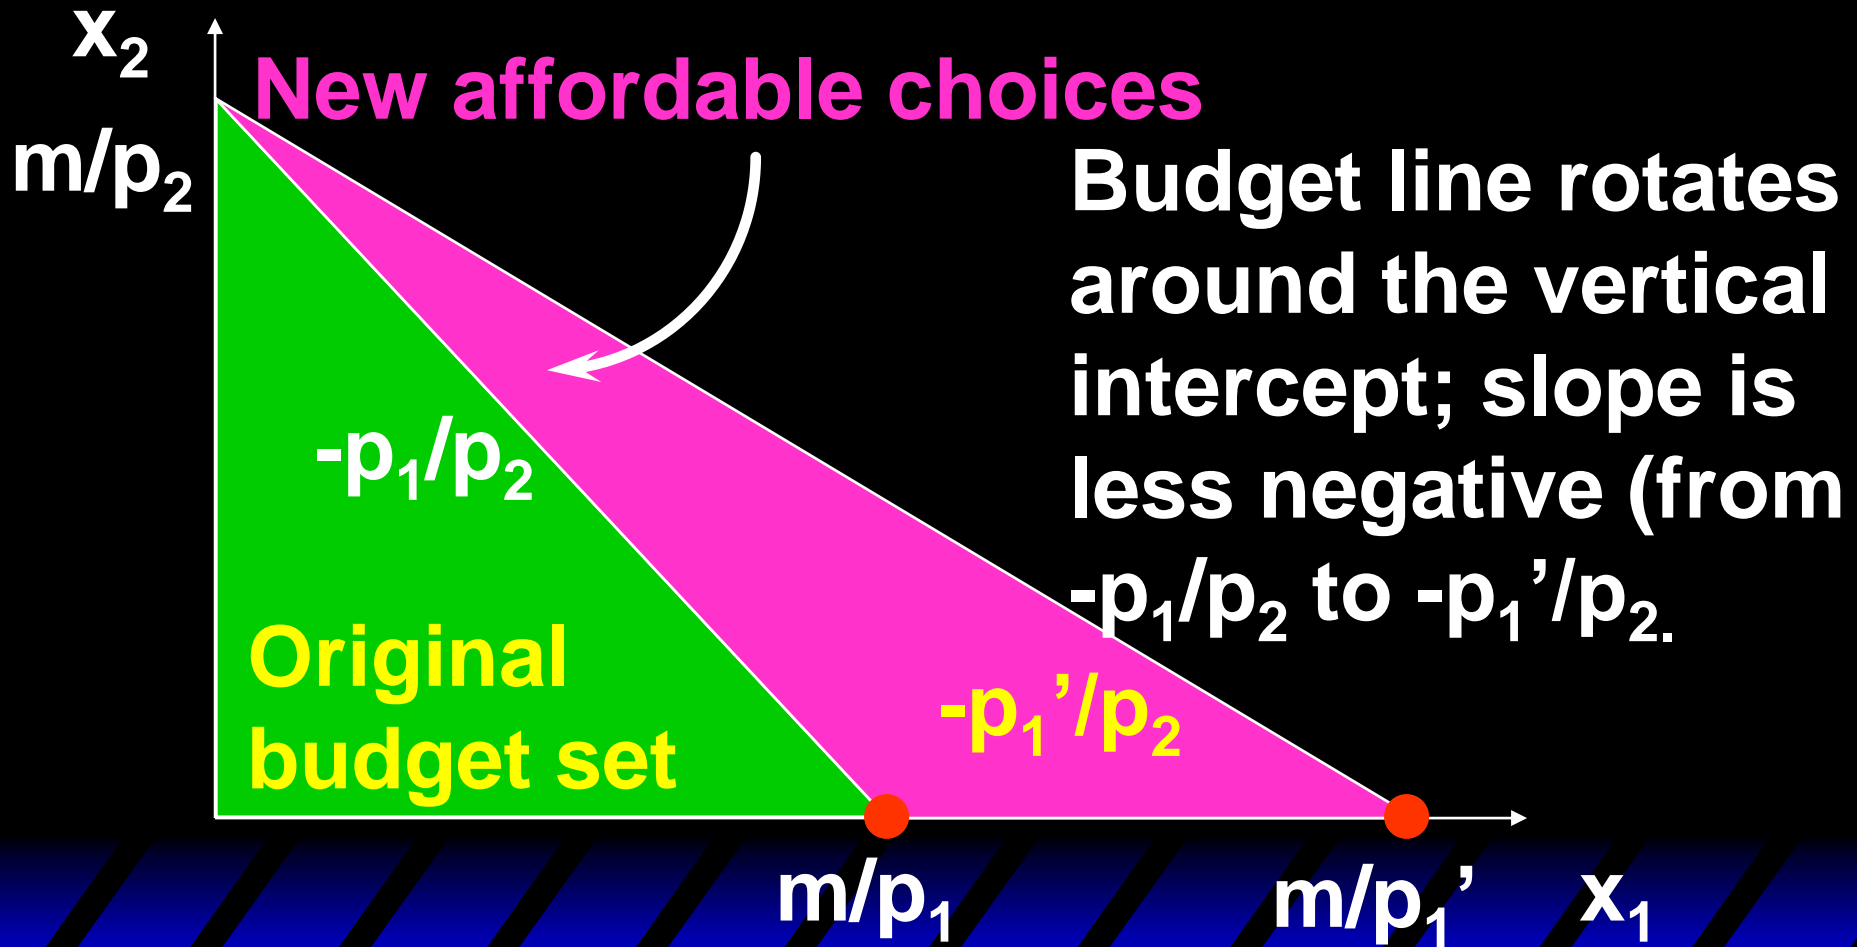 x₂
New affordable choices
m/p₂
Budget line rotates
around the vertical
intercept; slope is
less negative (from
-p₁/p₂ to -p₁’/p₂.
-p₁/p₂
Original
budget set
-p₁’/p₂
m/p₁
m/p₁’
x₁